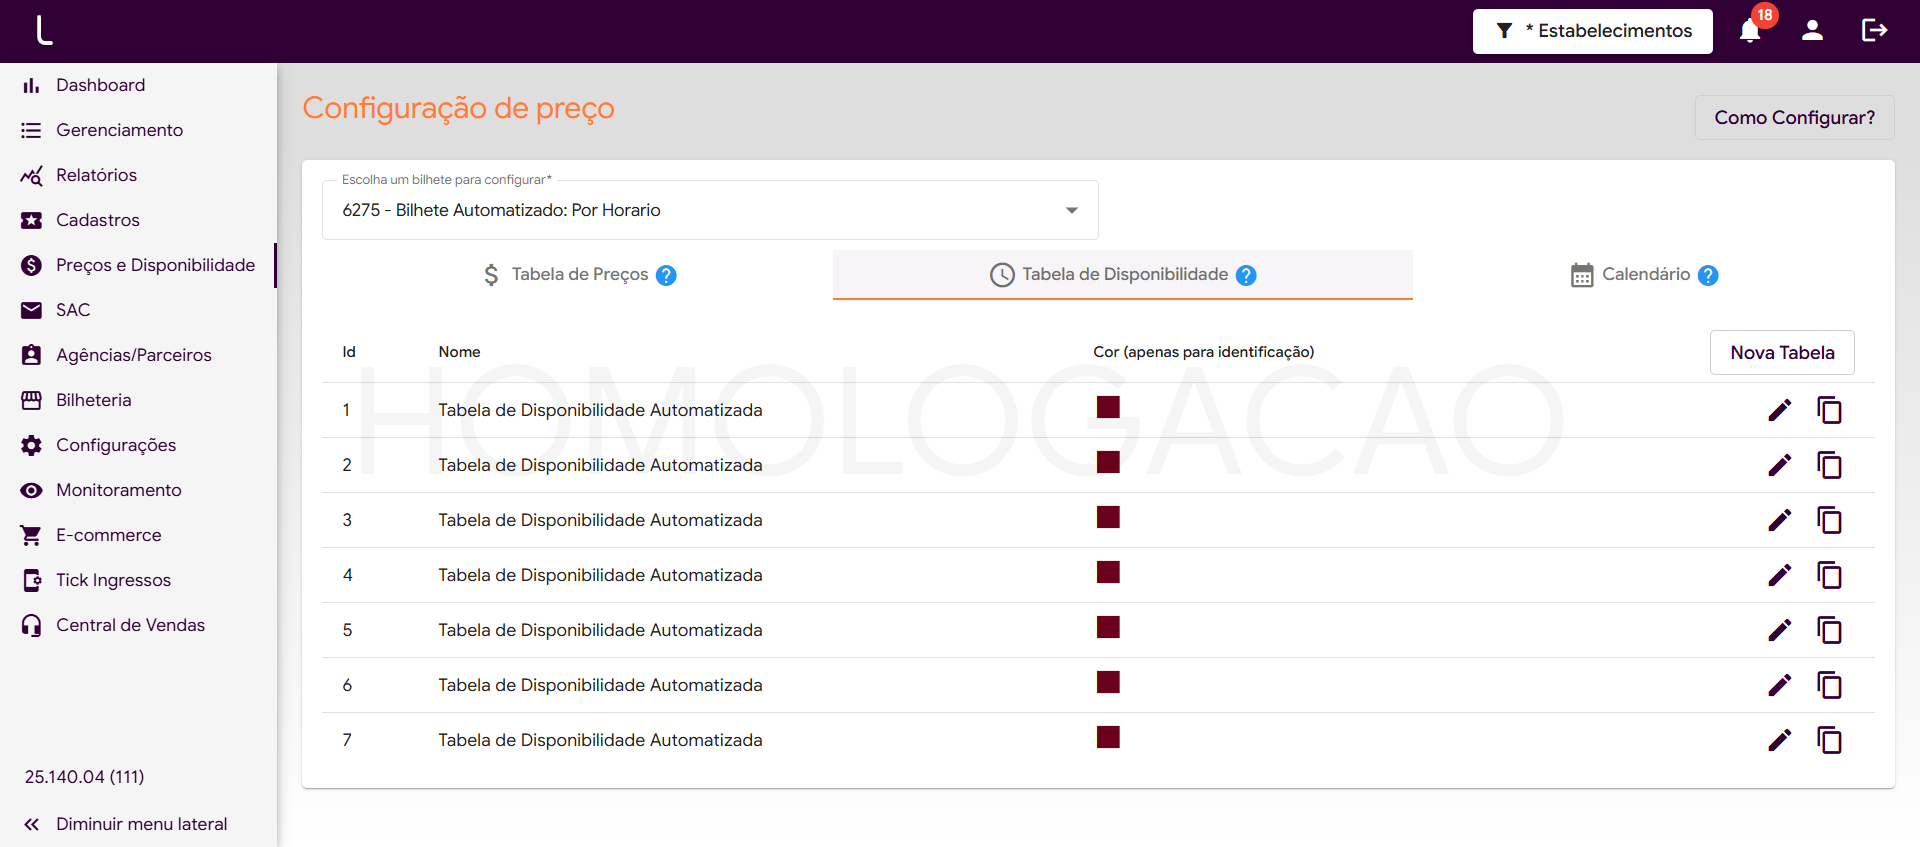 * Estabelecimentos
18
Dashboard
Gerenciamento
Relatórios
Cadastros
Preços e Disponibilidade
SAC
Agências/Parceiros
Bilheteria
Configurações
Monitoramento
E-commerce
Tick Ingressos
Central de Vendas
25.140.04 (111)
Diminuir menu lateral
Configuração de preço
Como Configurar?
Escolha um bilhete para configurar*
6275 - Bilhete Automatizado: Por Horario
Tabela de Preços ?
Tabela de Disponibilidade ?
Calendário ?
Id Nome Cor (apenas para identificação) Nova Tabela
HOMOLOGACAO
1 Tabela de Disponibilidade Automatizada
2 Tabela de Disponibilidade Automatizada
3 Tabela de Disponibilidade Automatizada
4 Tabela de Disponibilidade Automatizada
5 Tabela de Disponibilidade Automatizada
6 Tabela de Disponibilidade Automatizada
7 Tabela de Disponibilidade Automatizada